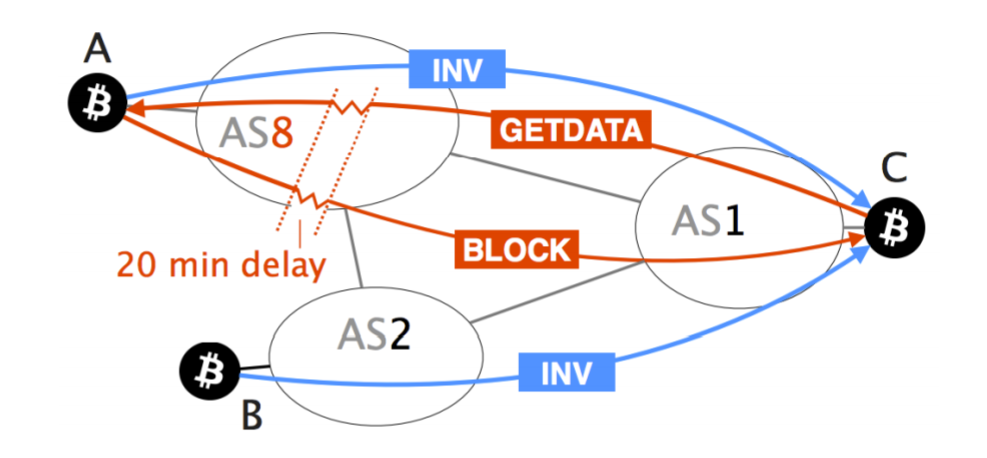 A
INV
GETDATA
AS8
C
AS1
BLOCK
20 min delay
AS2
INV
B